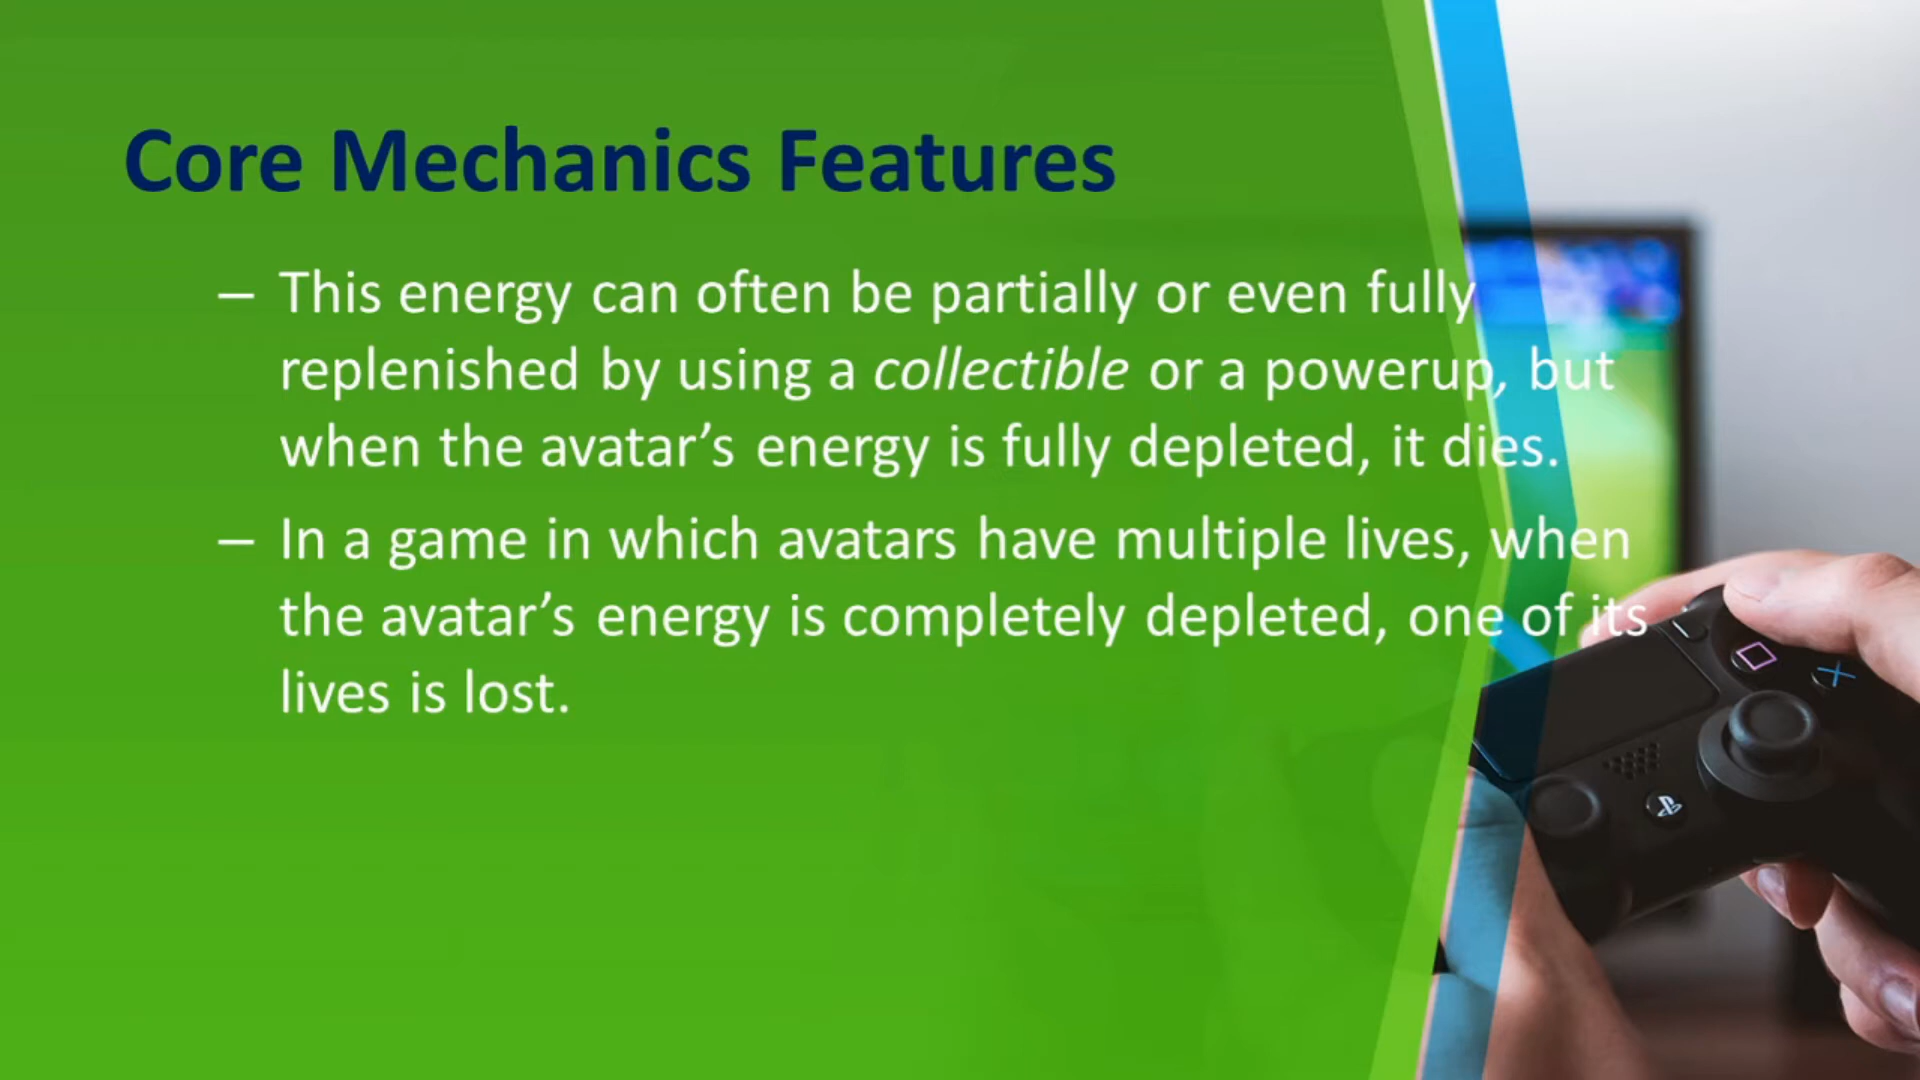 Core Mechanics Features
– This energy can often be partially or even fully
replenished by using a collectible or a powerup, but
when the avatar’s energy is fully depleted, it dies.
– In a game in which avatars have multiple lives, when
the avatar’s energy is completely depleted, one of its
lives is lost.